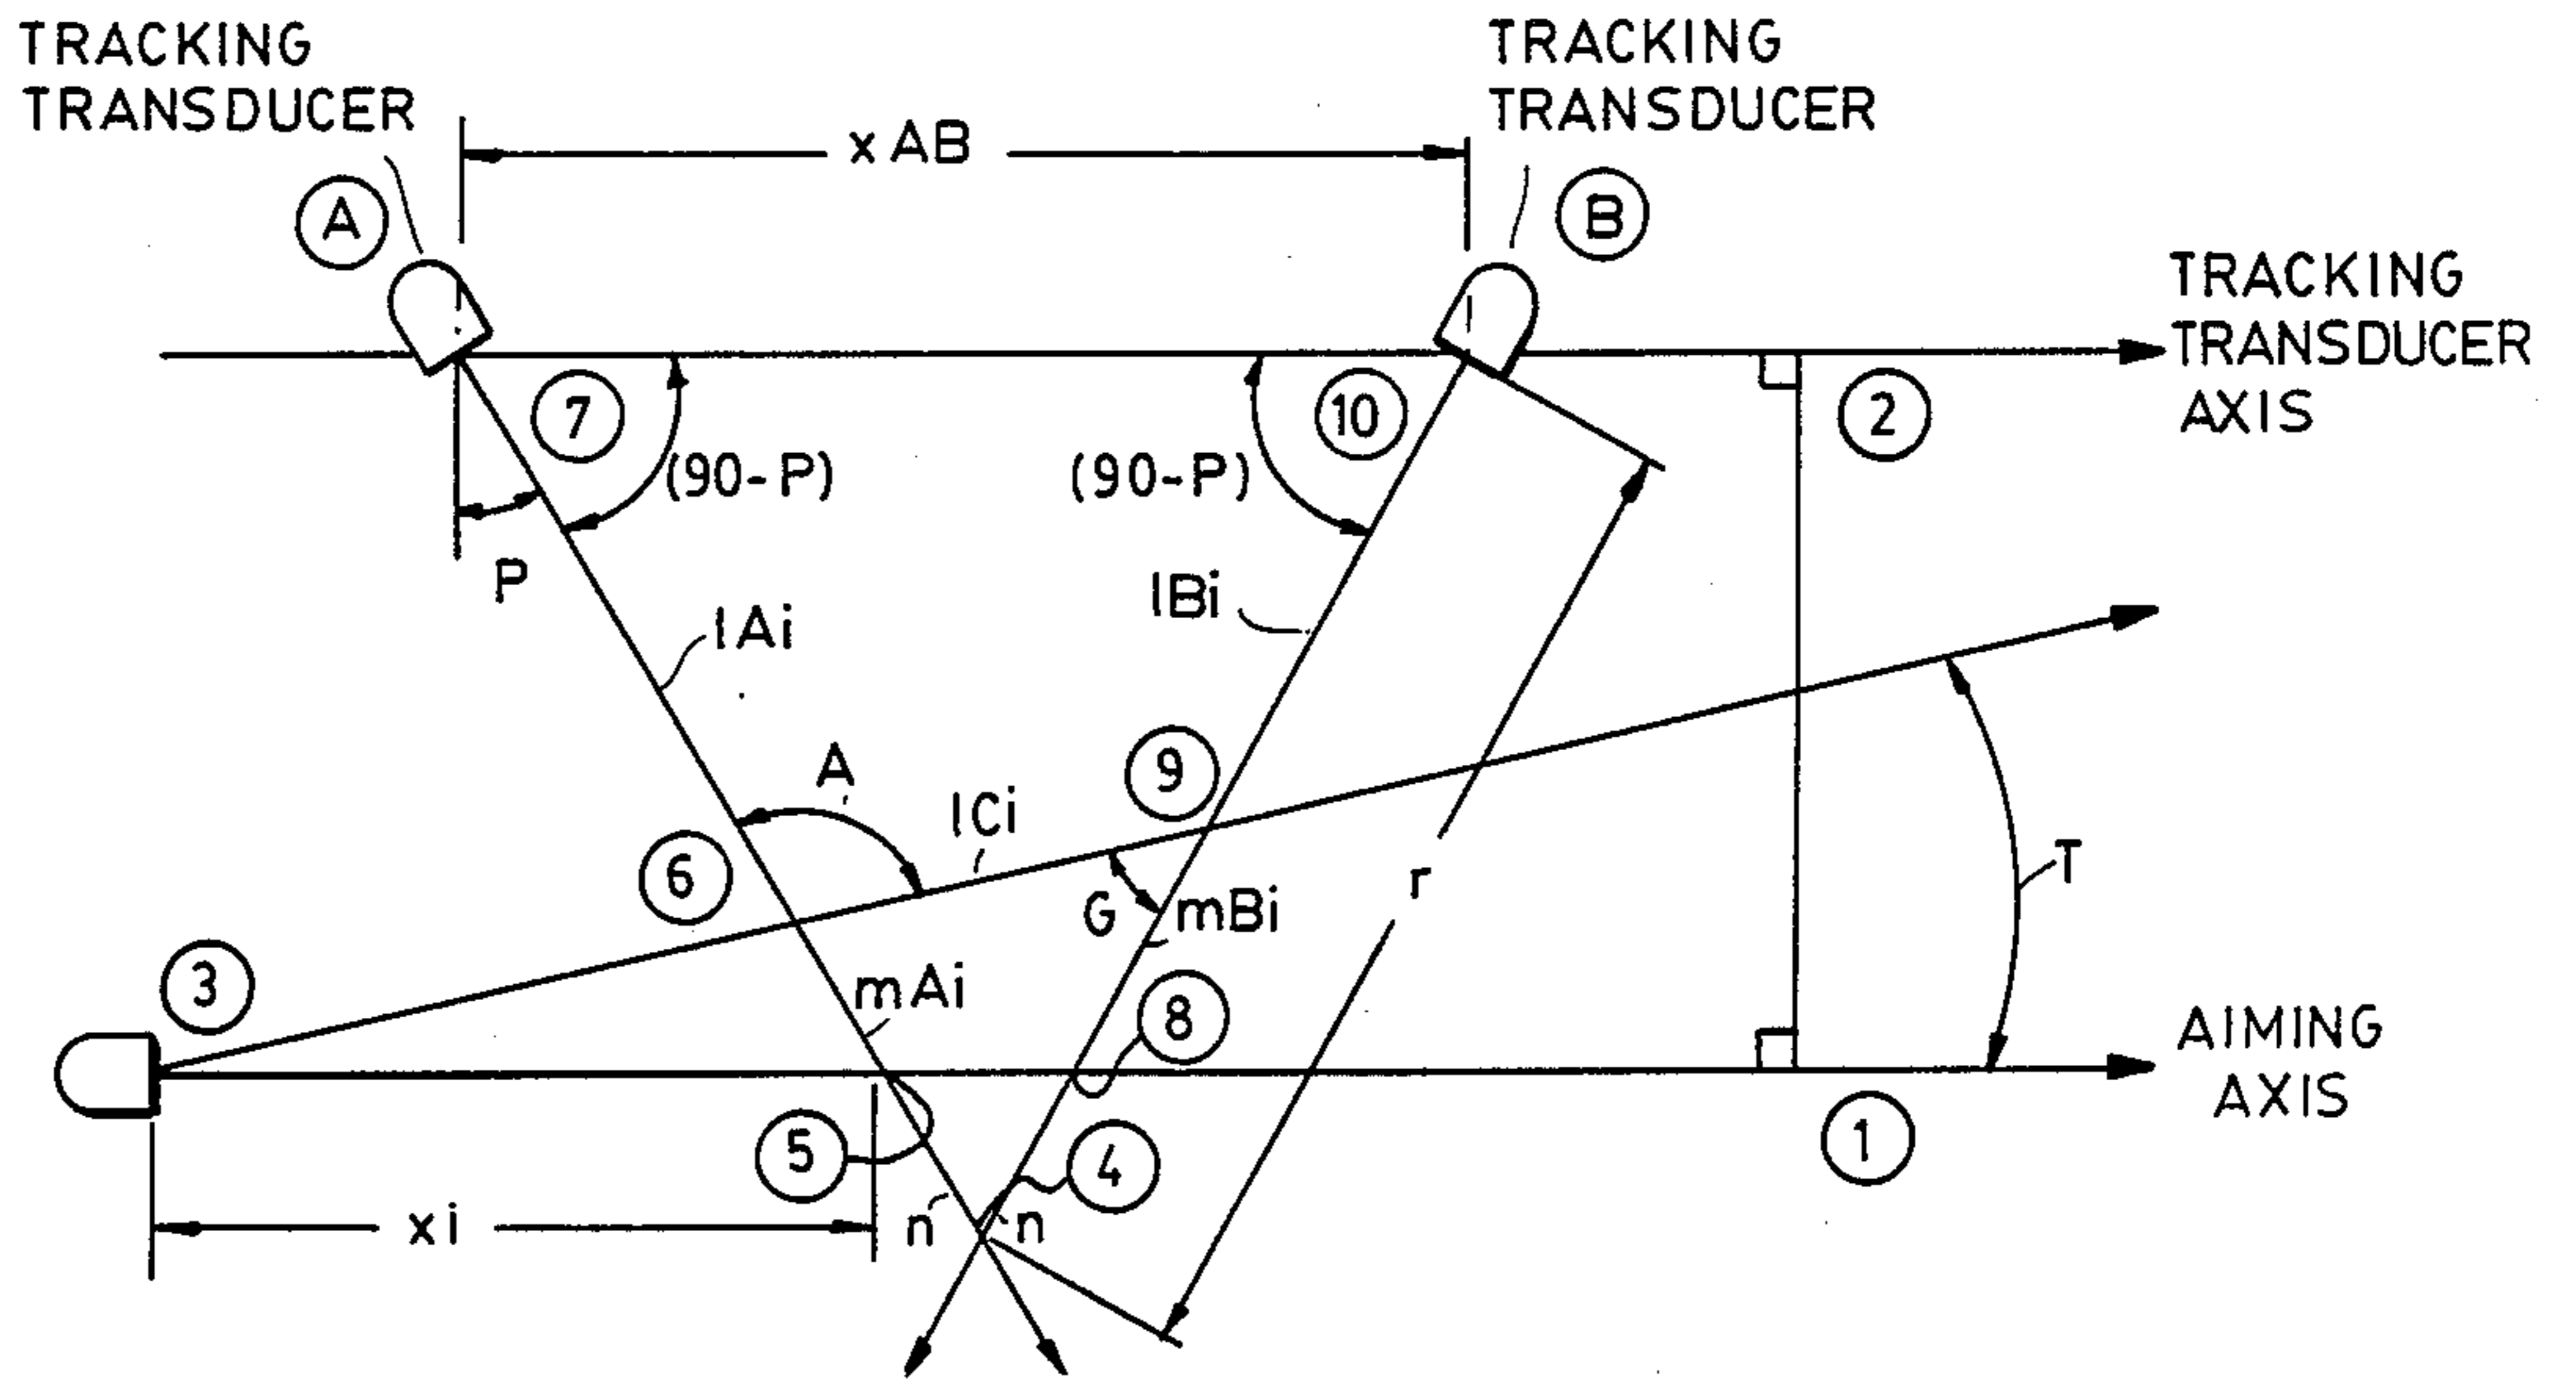 TRACKING
TRANSDUCER
TRACKING
TRANSDUCER
xAB
A
B
TRACKING
TRANSDUCER
AXIS
7
10
2
(90-P)
(90-P)
P
lAi
lBi
A
9
lCi
6
r
T
G
mBi
3
mAi
8
AIMING
AXIS
5
4
1
xi
n
n